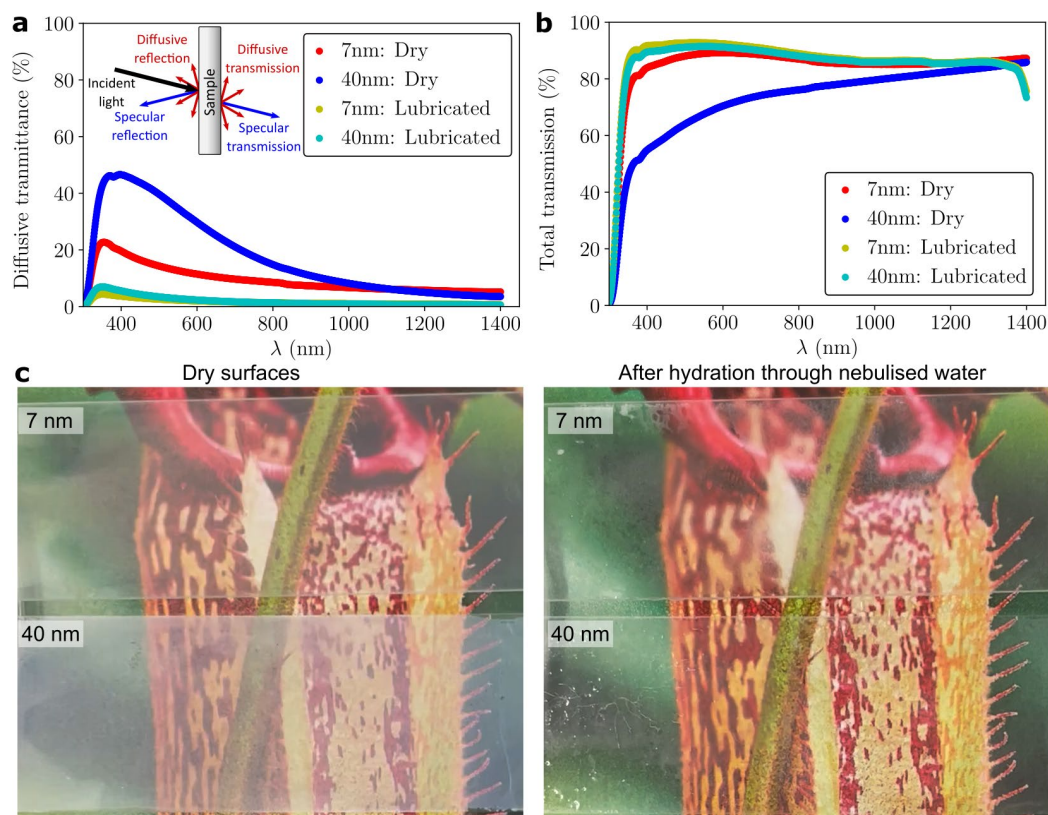 a
100
80
60
40
20
0
Diffusive tranmittance (%)
400 600 800 1000 1200 1400
λ (nm)
Diffusive
reflection
Diffusive
transmission
Incident
light
Sample
Specular
reflection
Specular
transmission
7nm: Dry
40nm: Dry
7nm: Lubricated
40nm: Lubricated
b
100
80
60
40
20
0
Total transmission (%)
400 600 800 1000 1200 1400
λ (nm)
7nm: Dry
40nm: Dry
7nm: Lubricated
40nm: Lubricated
c
Dry surfaces
7 nm
40 nm
After hydration through nebulised water
7 nm
40 nm